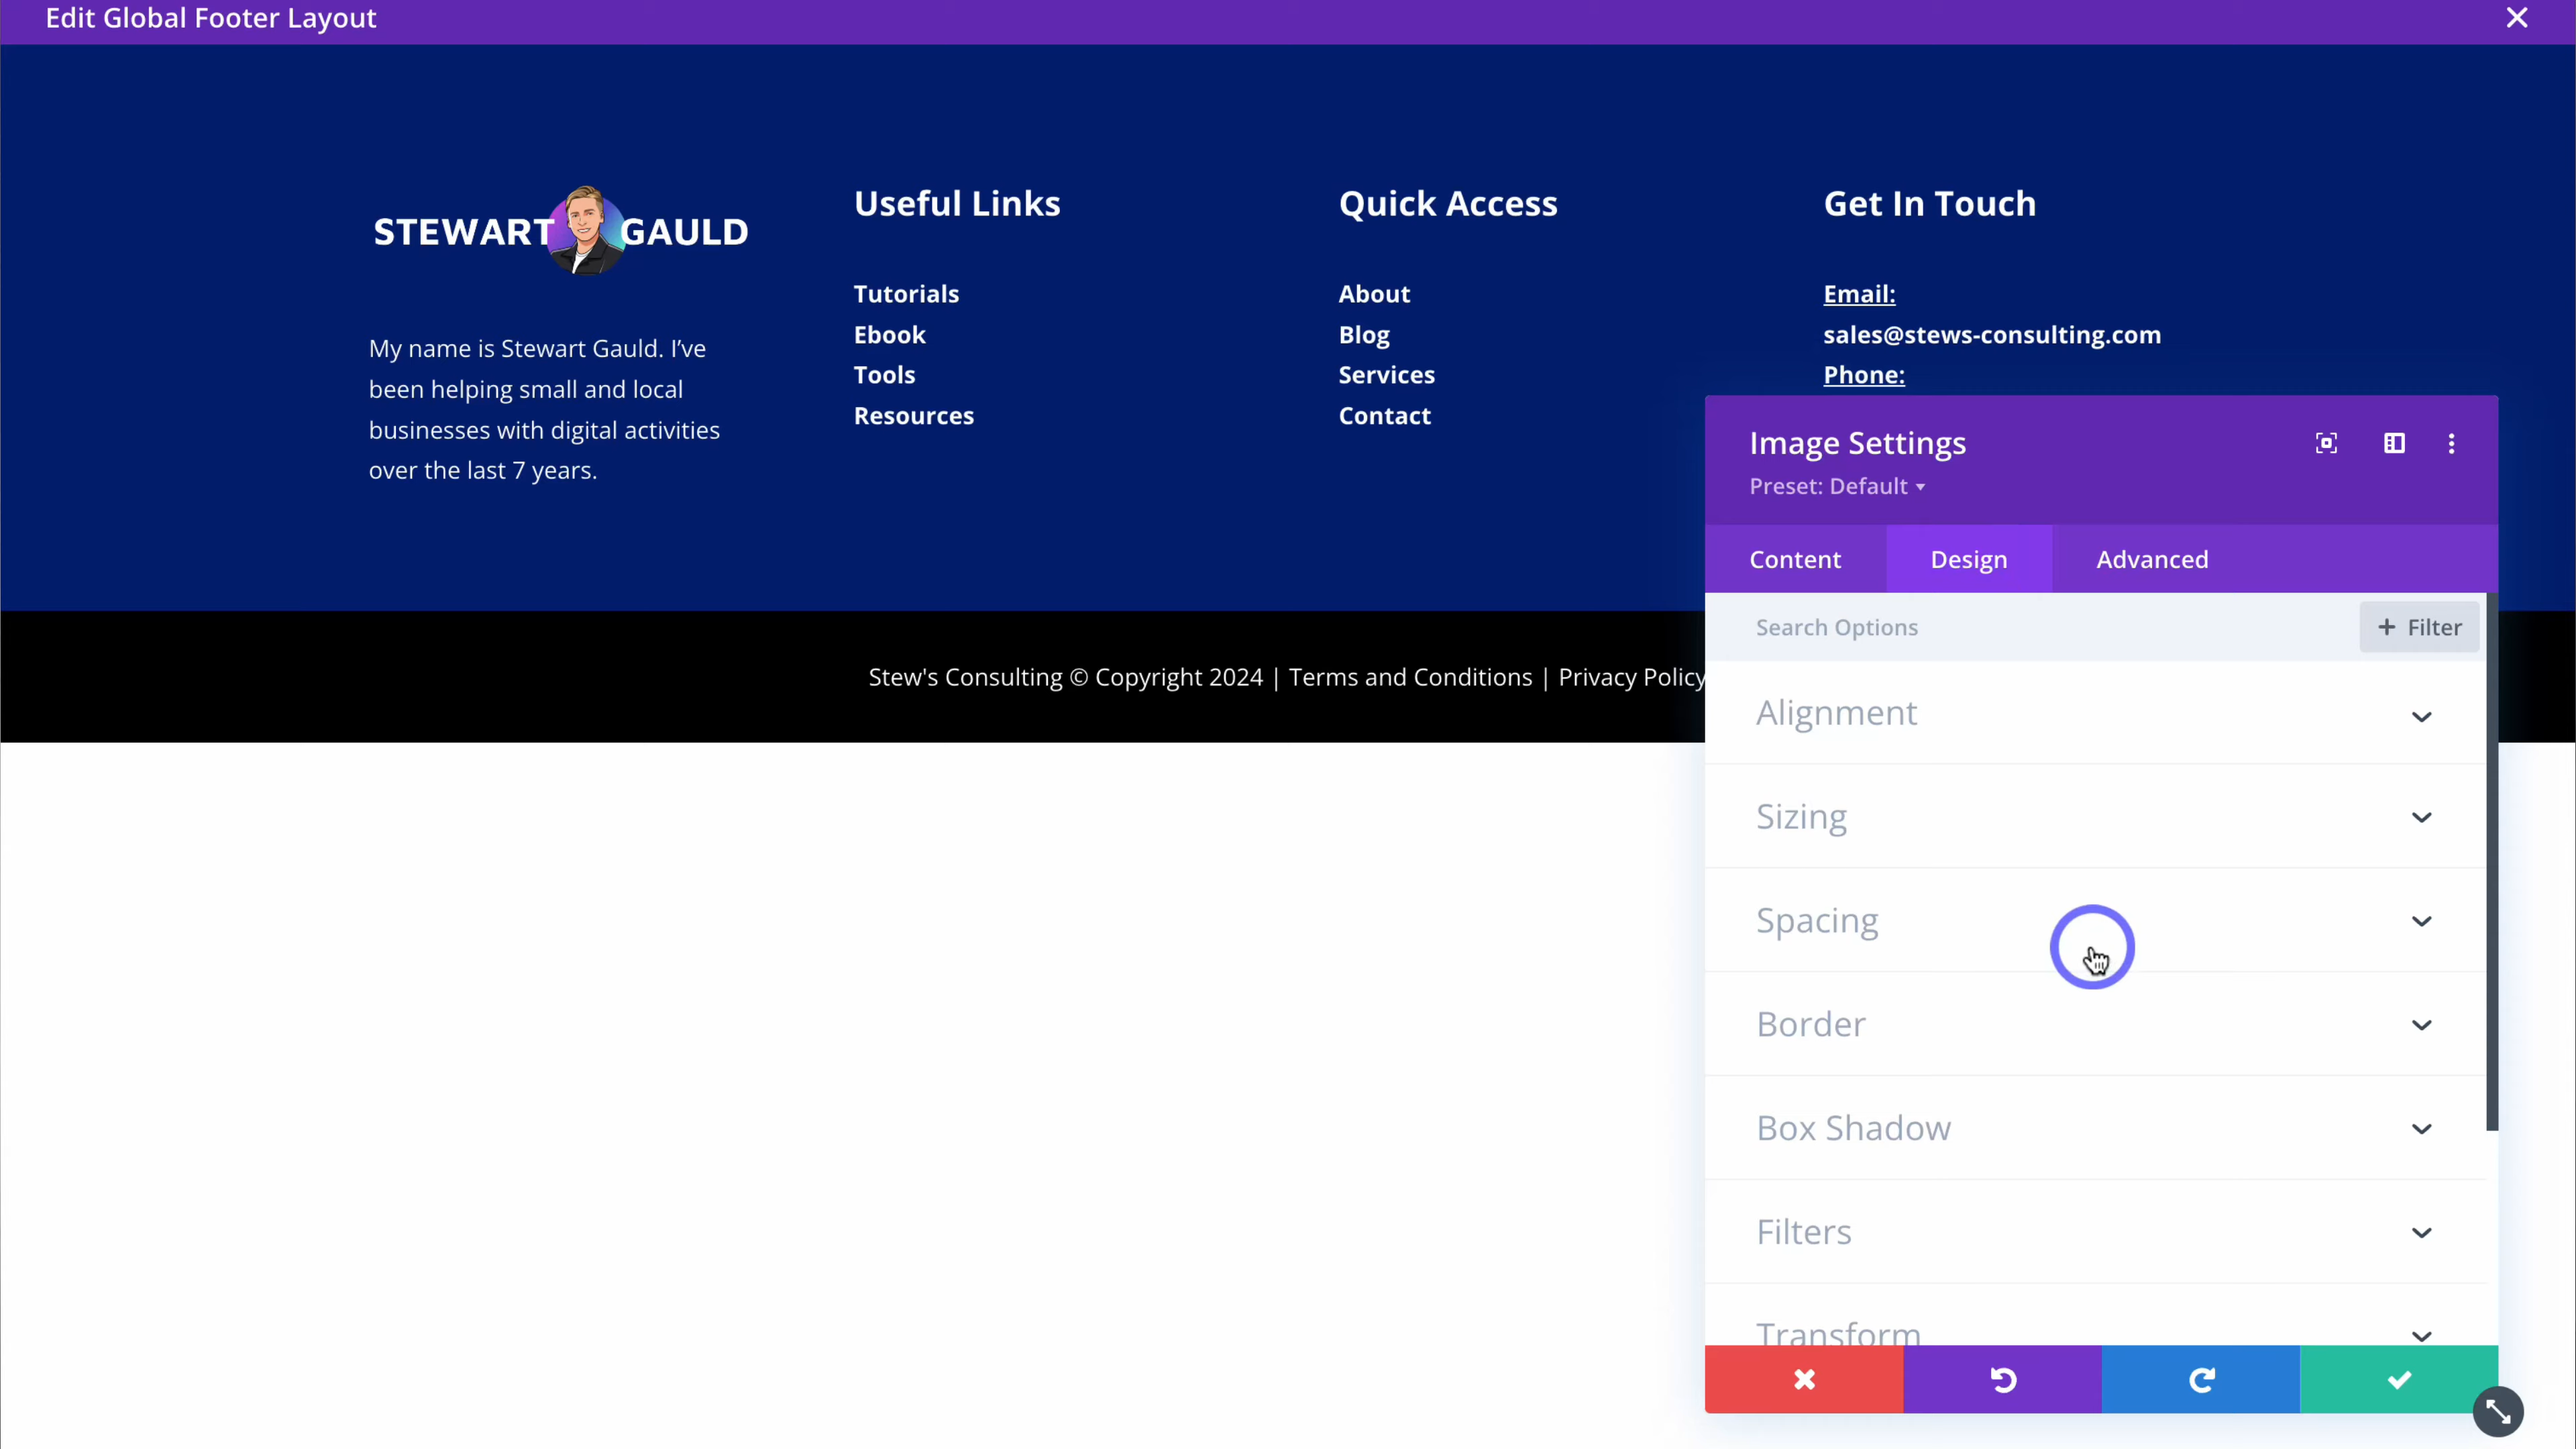 Edit Global Footer Layout
STEWART GAULD
My name is Stewart Gauld. I've
been helping small and local
businesses with digital activities
over the last 7 years.
Useful Links
Tutorials
Ebook
Tools
Resources
Quick Access
About
Blog
Services
Contact
Get In Touch
Email:
sales@stews-consulting.com
Phone:
Stew's Consulting © Copyright 2024 | Terms and Conditions | Privacy Policy
Image Settings
Preset: Default
Content Design Advanced
Search Options + Filter
Alignment
Sizing
Spacing
Border
Box Shadow
Filters
Transform